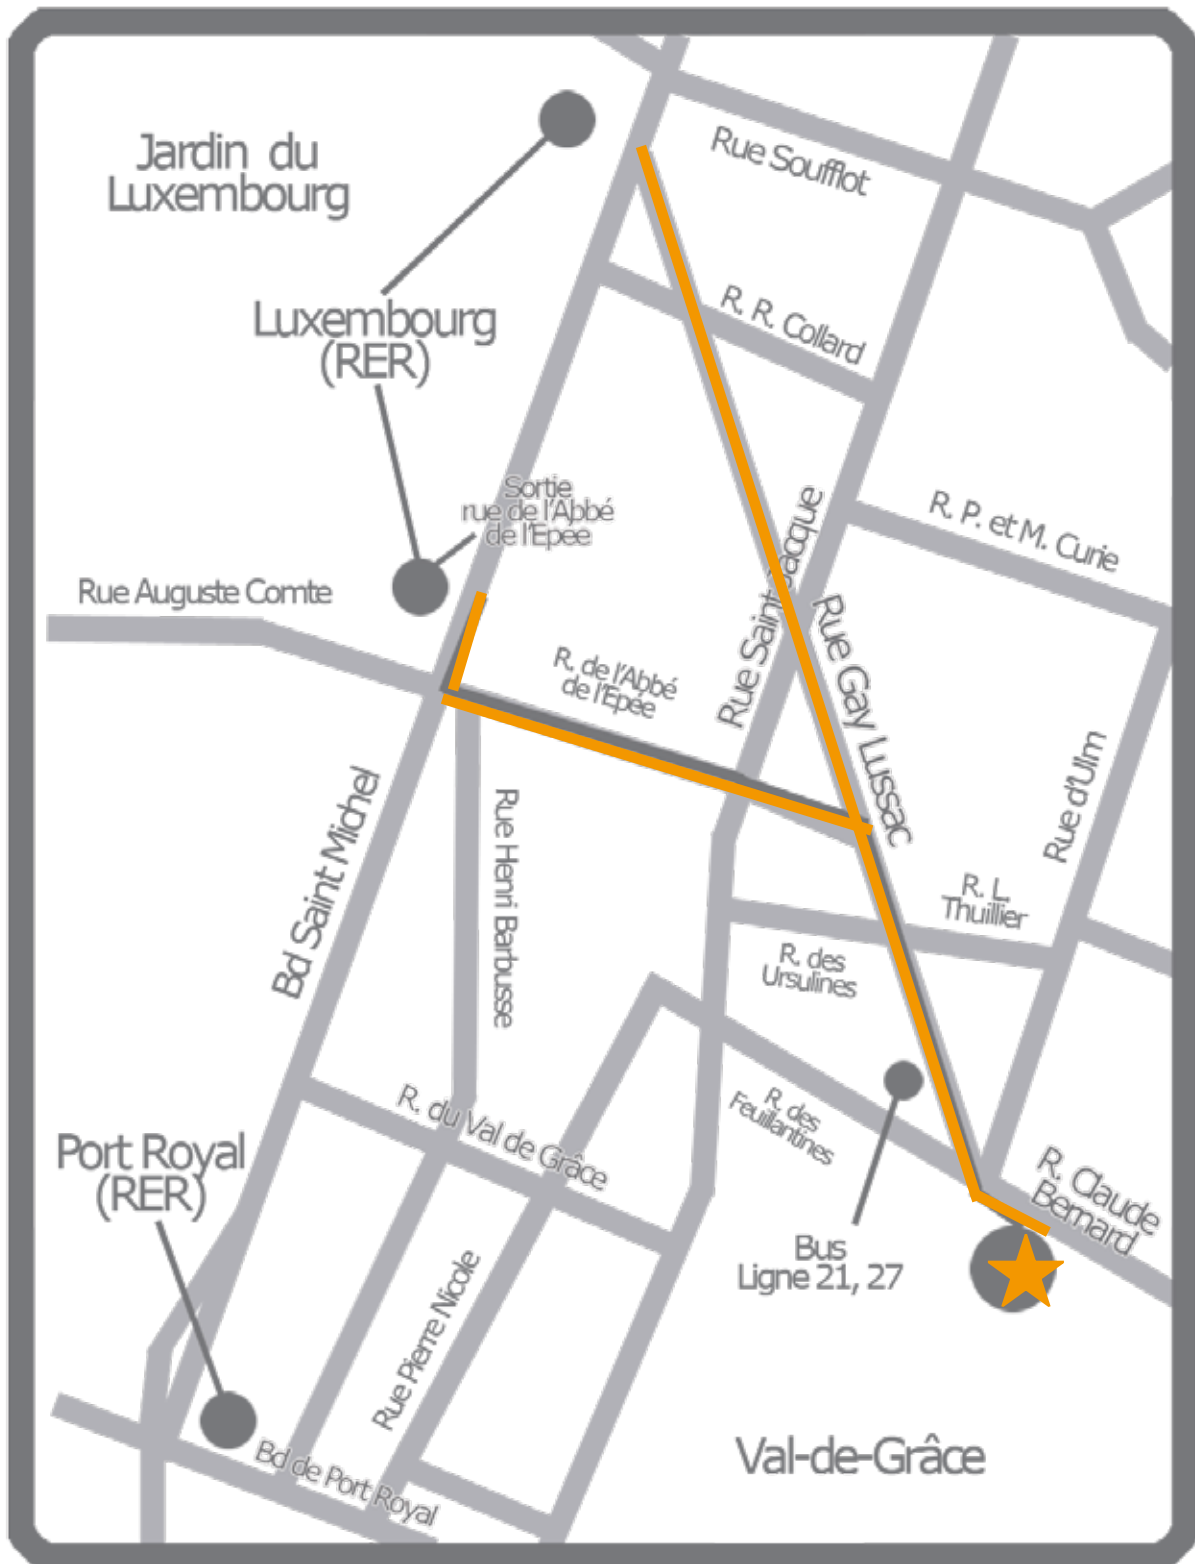 Jardin du
Luxembourg
Rue Soufflot
Luxembourg
(RER)
R. R. Collard
Sortie
rue de l'Abbé
de l'Epee
R. P. et M. Curie
Rue Auguste Comte
Rue Saint Jacque
Rue Gay Lussac
R. de l'Abbé
de l'Epée
Rue d'Ulm
Bd Saint Michel
Rue Henri Barbusse
R. L.
Thuillier
R. des
Ursulines
R. des
Feuillantines
R. du Val de Grâce
Port Royal
(RER)
R. Claude
Bernard
Bus
Ligne 21, 27
Rue Pierre Nicole
Bd de Port Royal
Val-de-Grâce